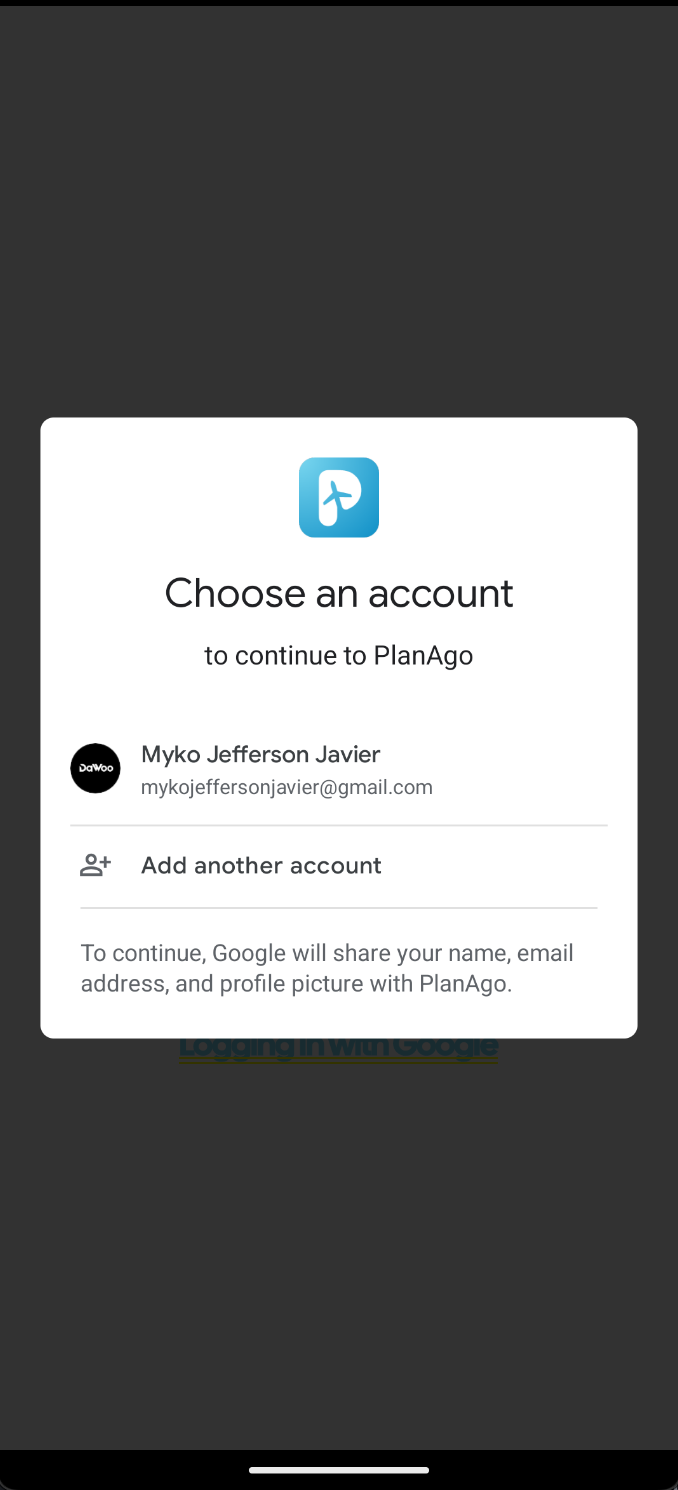 Choose an account
to continue to PlanAgo
DaWoo
Myko Jefferson Javier
mykojeffersonjavier@gmail.com
Add another account
To continue, Google will share your name, email
address, and profile picture with PlanAgo.
Logging in with Google